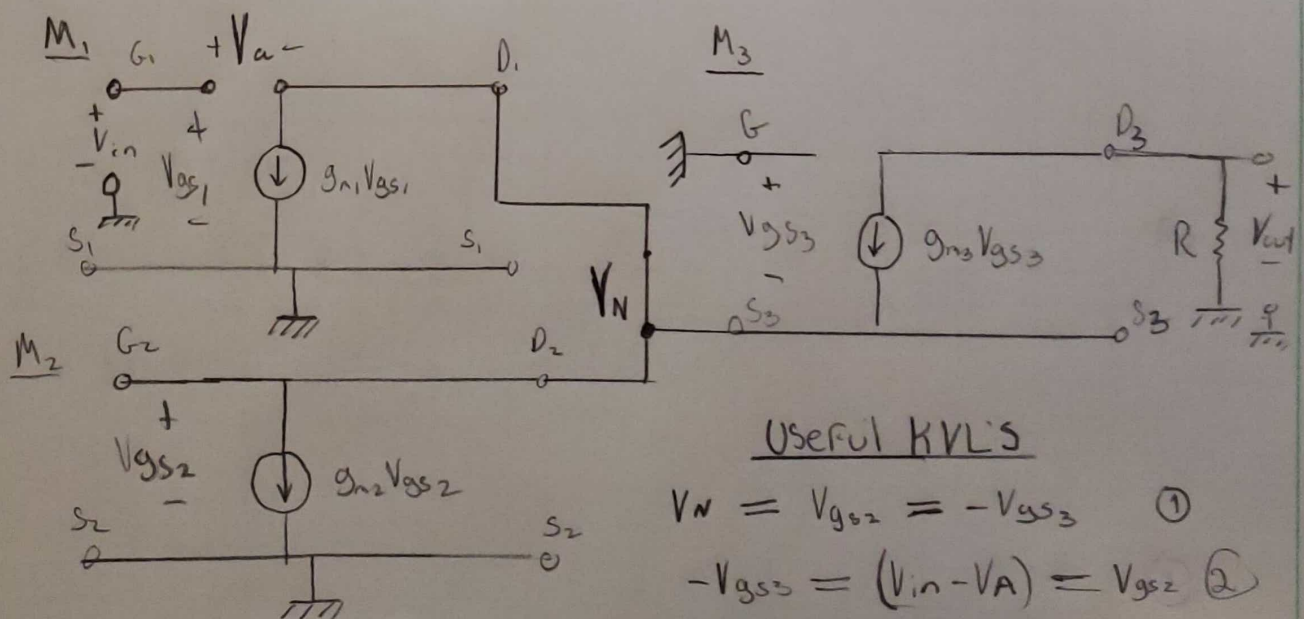 M1
G1
+ Va -
D1
+
Vin
-
+
Vgs1
-
gm1Vgs1
S1
S1
M3
G
+
Vgs3
-
gm3Vgs3
D3
R
+
Vout
-
S3
S3
VN
M2
G2
D2
+
Vgs2
-
gm2Vgs2
S2
S2
Useful KVL'S
VN = Vgs2 = -Vgs3 ①
-Vgs3 = (Vin - VA) = Vgs2 ②